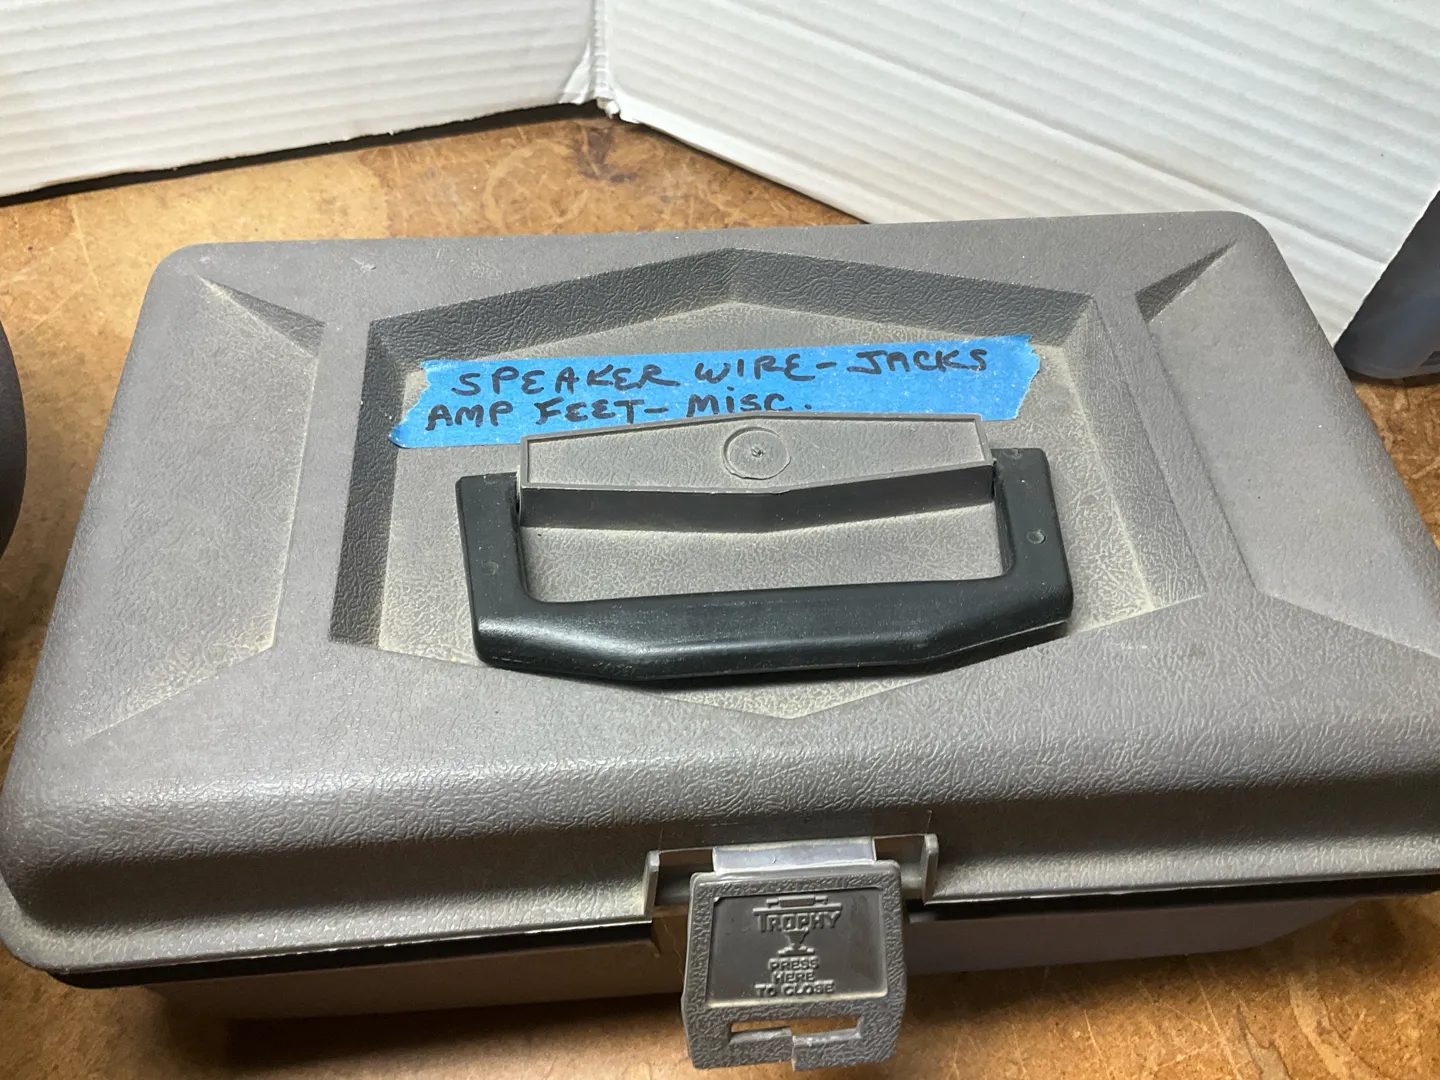 SPEAKER WIRE- JACKS
AMP FEET- MISC.
TROPHY
PRESS
HERE
TO CLOSE